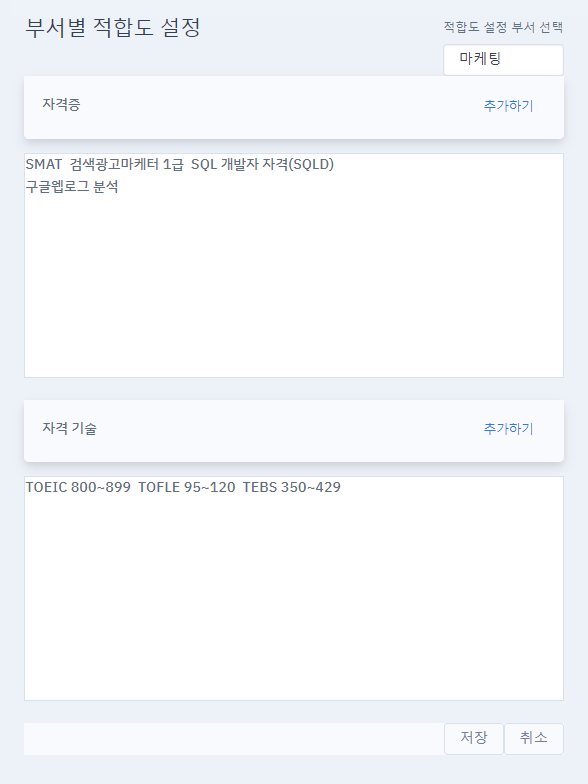 부서별 적합도 설정
적합도 설정 부서 선택
마케팅
자격증 추가하기
SMAT 검색광고마케터 1급 SQL 개발자 자격(SQLD)
구글웹로그 분석
자격 기술 추가하기
TOEIC 800~899 TOFLE 95~120 TEBS 350~429
저장 취소